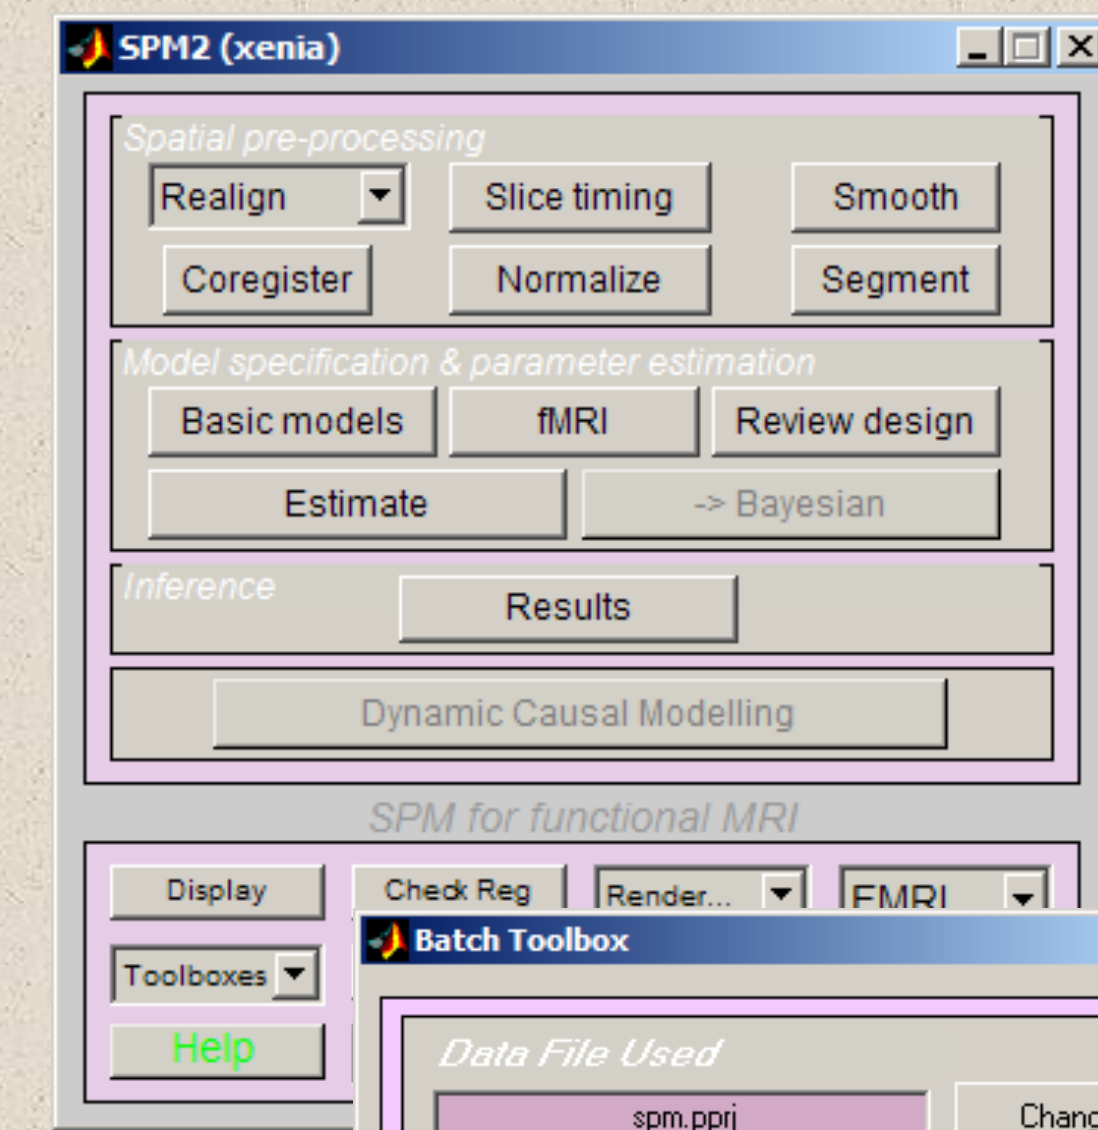 SPM2 (xenia)
Spatial pre-processing
Realign Slice timing Smooth
Coregister Normalize Segment
Model specification & parameter estimation
Basic models fMRI Review design
Estimate -> Bayesian
Inference
Results
Dynamic Causal Modelling
SPM for functional MRI
Display Check Reg Render... FMRI
Toolboxes
Help
Batch Toolbox
Data File Used
spm.pprj